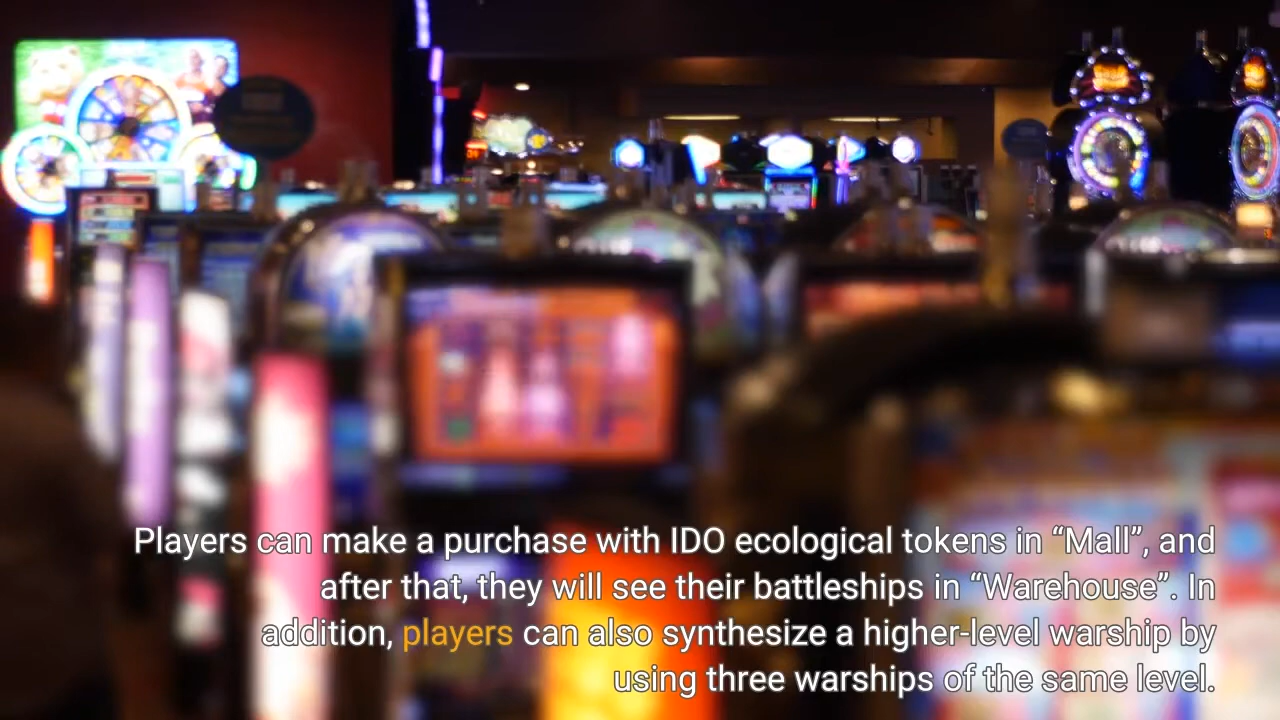 Players can make a purchase with IDO ecological tokens in “Mall”, and
after that, they will see their battleships in “Warehouse”. In
addition, players can also synthesize a higher-level warship by
using three warships of the same level.